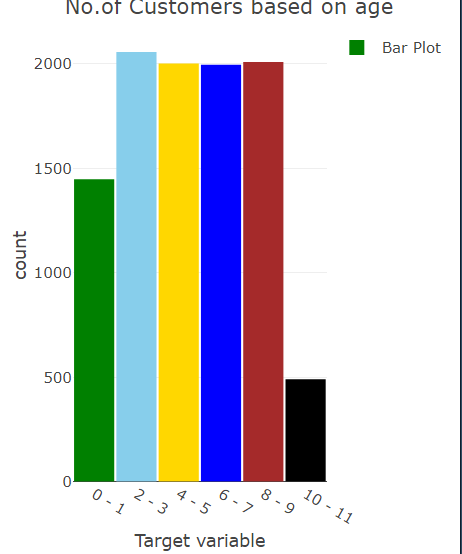 No.of Customers based on age
Bar Plot
2000
1500
1000
500
0
count
0 - 1
2 - 3
4 - 5
6 - 7
8 - 9
10 - 11
Target variable